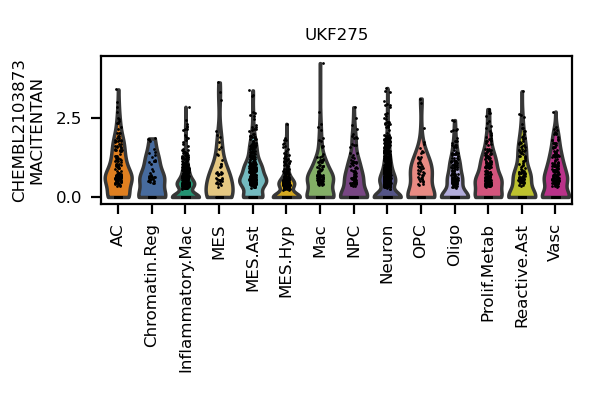 UKF275
CHEMBL2103873
MACITENTAN
2.5
0.0
AC
Chromatin.Reg
Inflammatory.Mac
MES
MES.Ast
MES.Hyp
Mac
NPC
Neuron
OPC
Oligo
Prolif.Metab
Reactive.Ast
Vasc